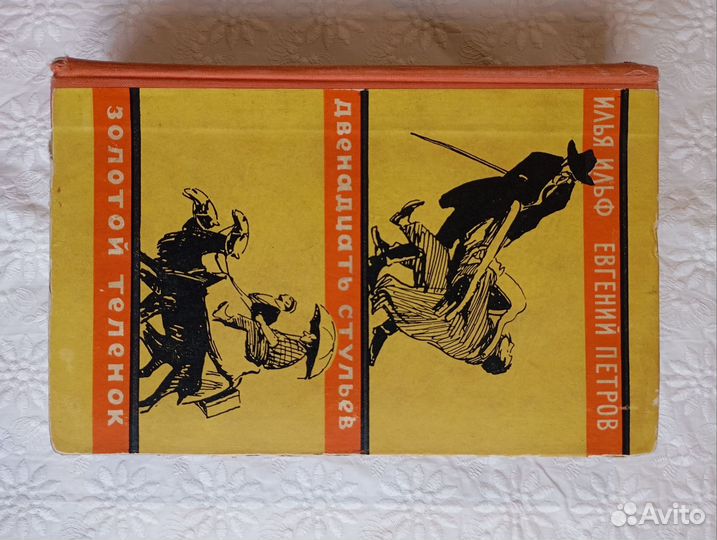 ИЛЬЯ ИЛЬФ ЕВГЕНИЙ ПЕТРОВ
ДВЕНАДЦАТЬ СТУЛЬЕВ
ЗОЛОТОЙ ТЕЛЕНОК
Avito